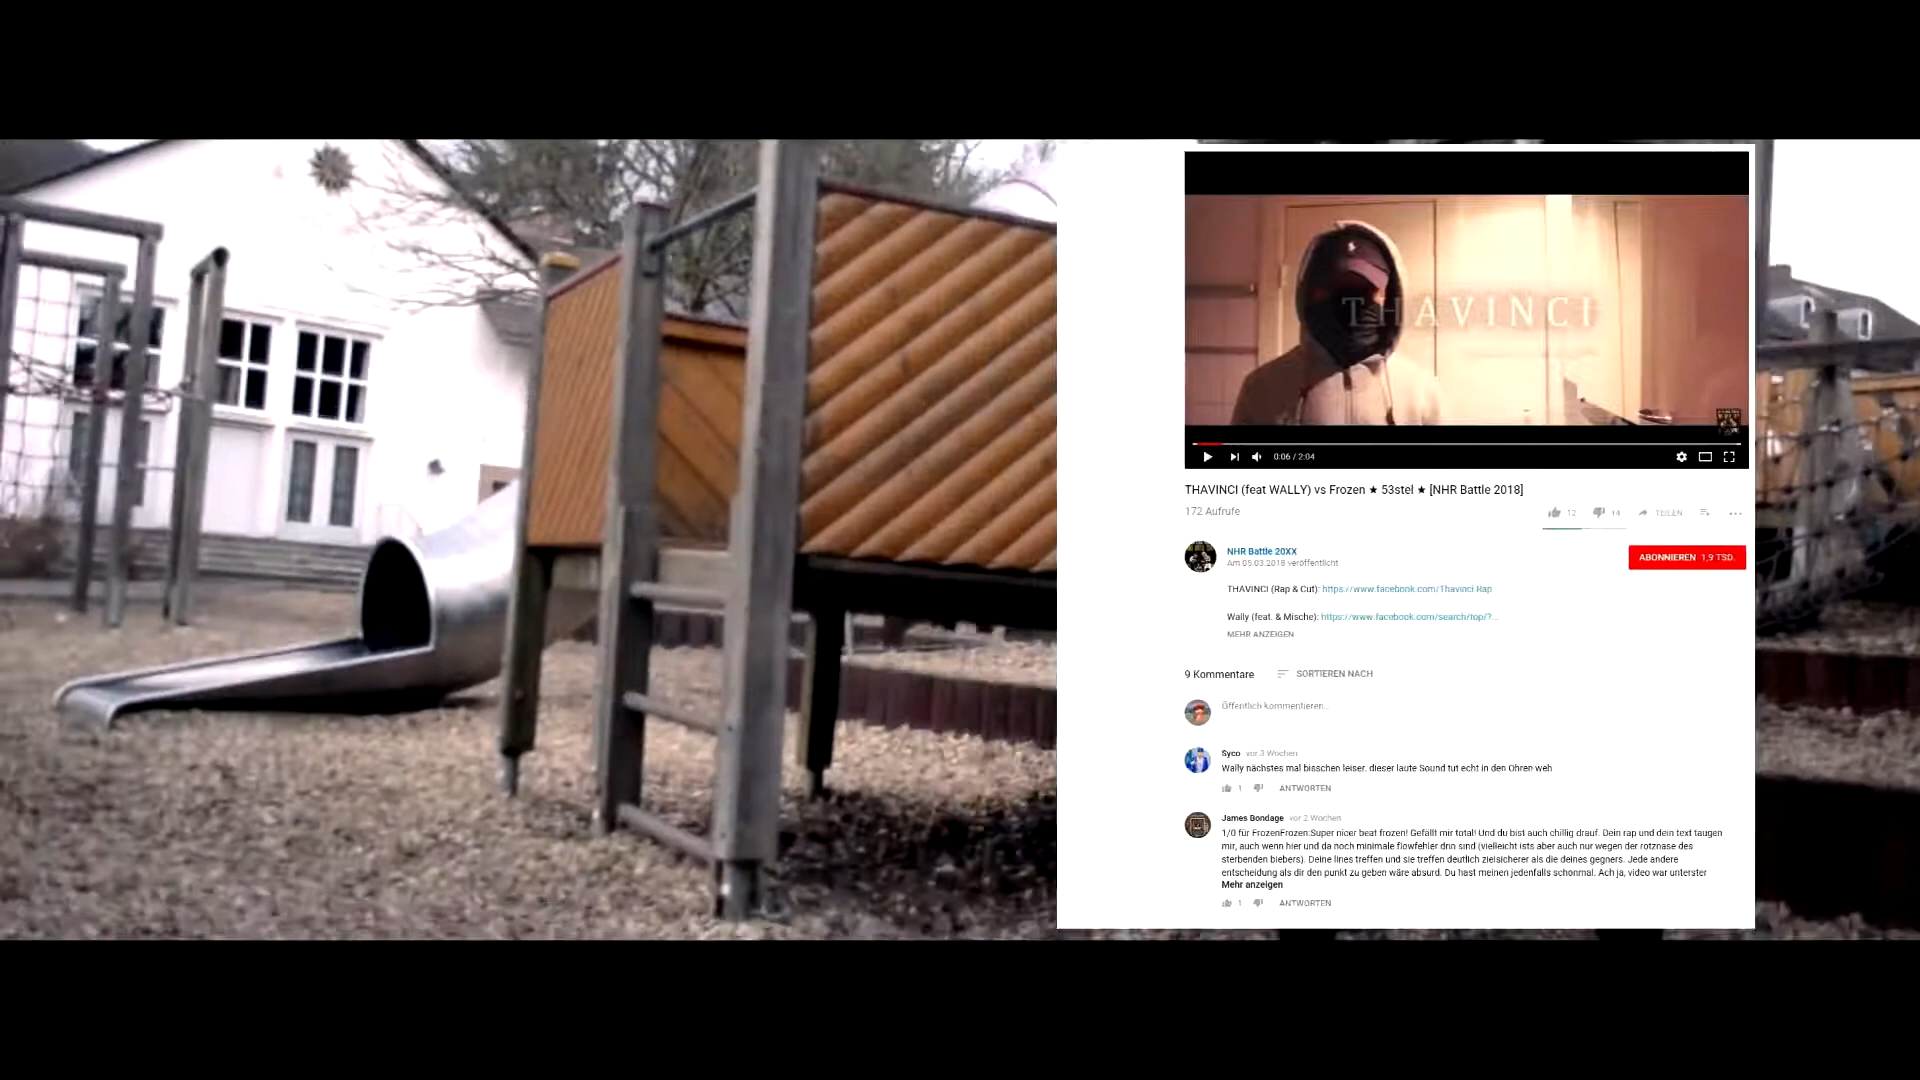 THAVINCI
0:06 / 2:04
THAVINCI (feat WALLY) vs Frozen ★ 53stel ★ [NHR Battle 2018]
172 Aufrufe
12 14 TEILEN
NHR Battle 20XX
Am 05.03.2018 veröffentlicht
ABONNIEREN 1,9 TSD.
THAVINCI (Rap & Cut): https://www.facebook.com/Thavinci Rap
Wally (feat. & Mische): https://www.facebook.com/search/top/?...
MEHR ANZEIGEN
9 Kommentare SORTIEREN NACH
Öffentlich kommentieren...
Syco vor 3 Wochen
Wally nächstes mal bisschen leiser. dieser laute Sound tut echt in den Ohren weh
1 ANTWORTEN
James Bondage vor 2 Wochen
1/0 für FrozenFrozen:Super nicer beat frozen! Gefällt mir total! Und du bist auch chillig drauf. Dein rap und dein text taugen
mir, auch wenn hier und da noch minimale flowfehler drin sind (vielleicht ists aber auch nur wegen der rotznase des
sterbenden biebers). Deine lines treffen und sie treffen deutlich zielsicherer als die deines gegners. Jede andere
entscheidung als dir den punkt zu geben wäre absurd. Du hast meinen jedenfalls schonmal. Ach ja, video war unterster
Mehr anzeigen
1 ANTWORTEN